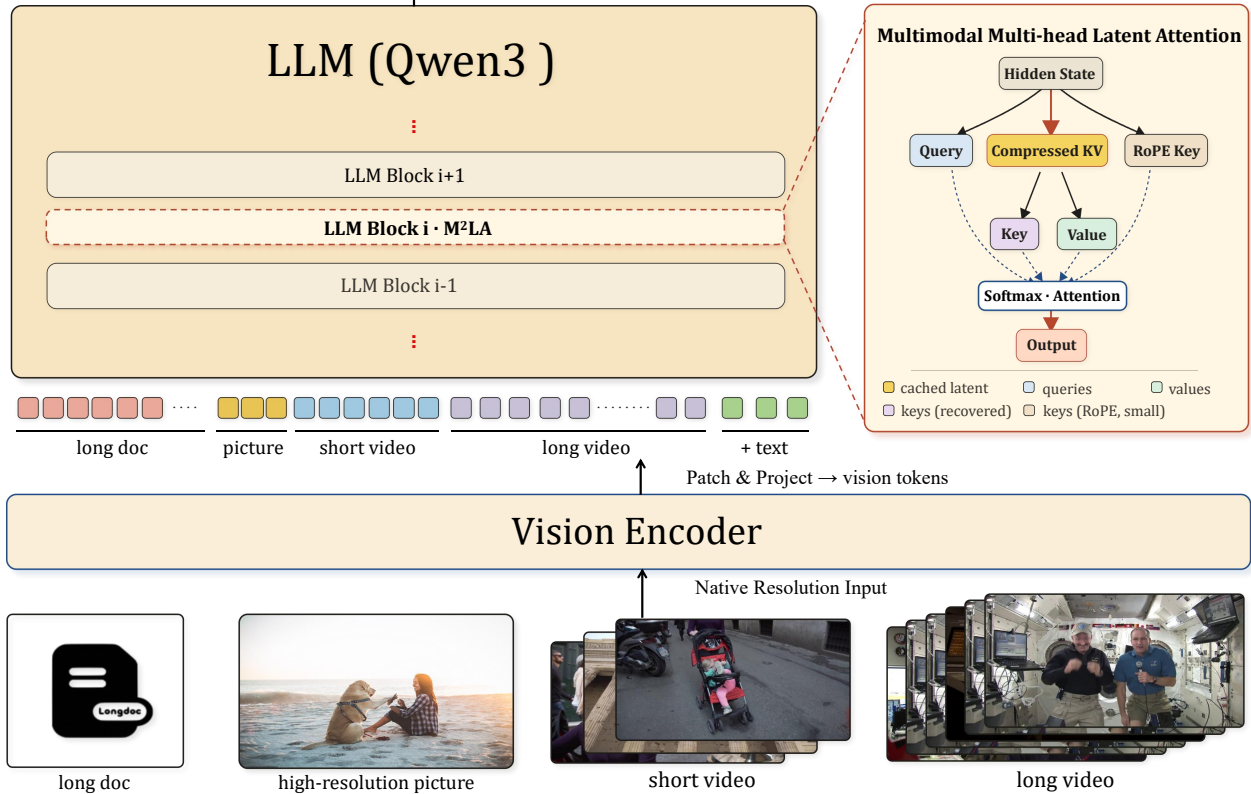 LLM (Qwen3 )
LLM Block i+1
LLM Block i · M²LA
LLM Block i-1
Multimodal Multi-head Latent Attention
Hidden State
Query
Compressed KV
RoPE Key
Key
Value
Softmax · Attention
Output
cached latent
queries
values
keys (recovered)
keys (RoPE, small)
long doc
picture
short video
long video
+ text
Patch & Project → vision tokens
Vision Encoder
Native Resolution Input
Longdoc
long doc
high-resolution picture
short video
long video